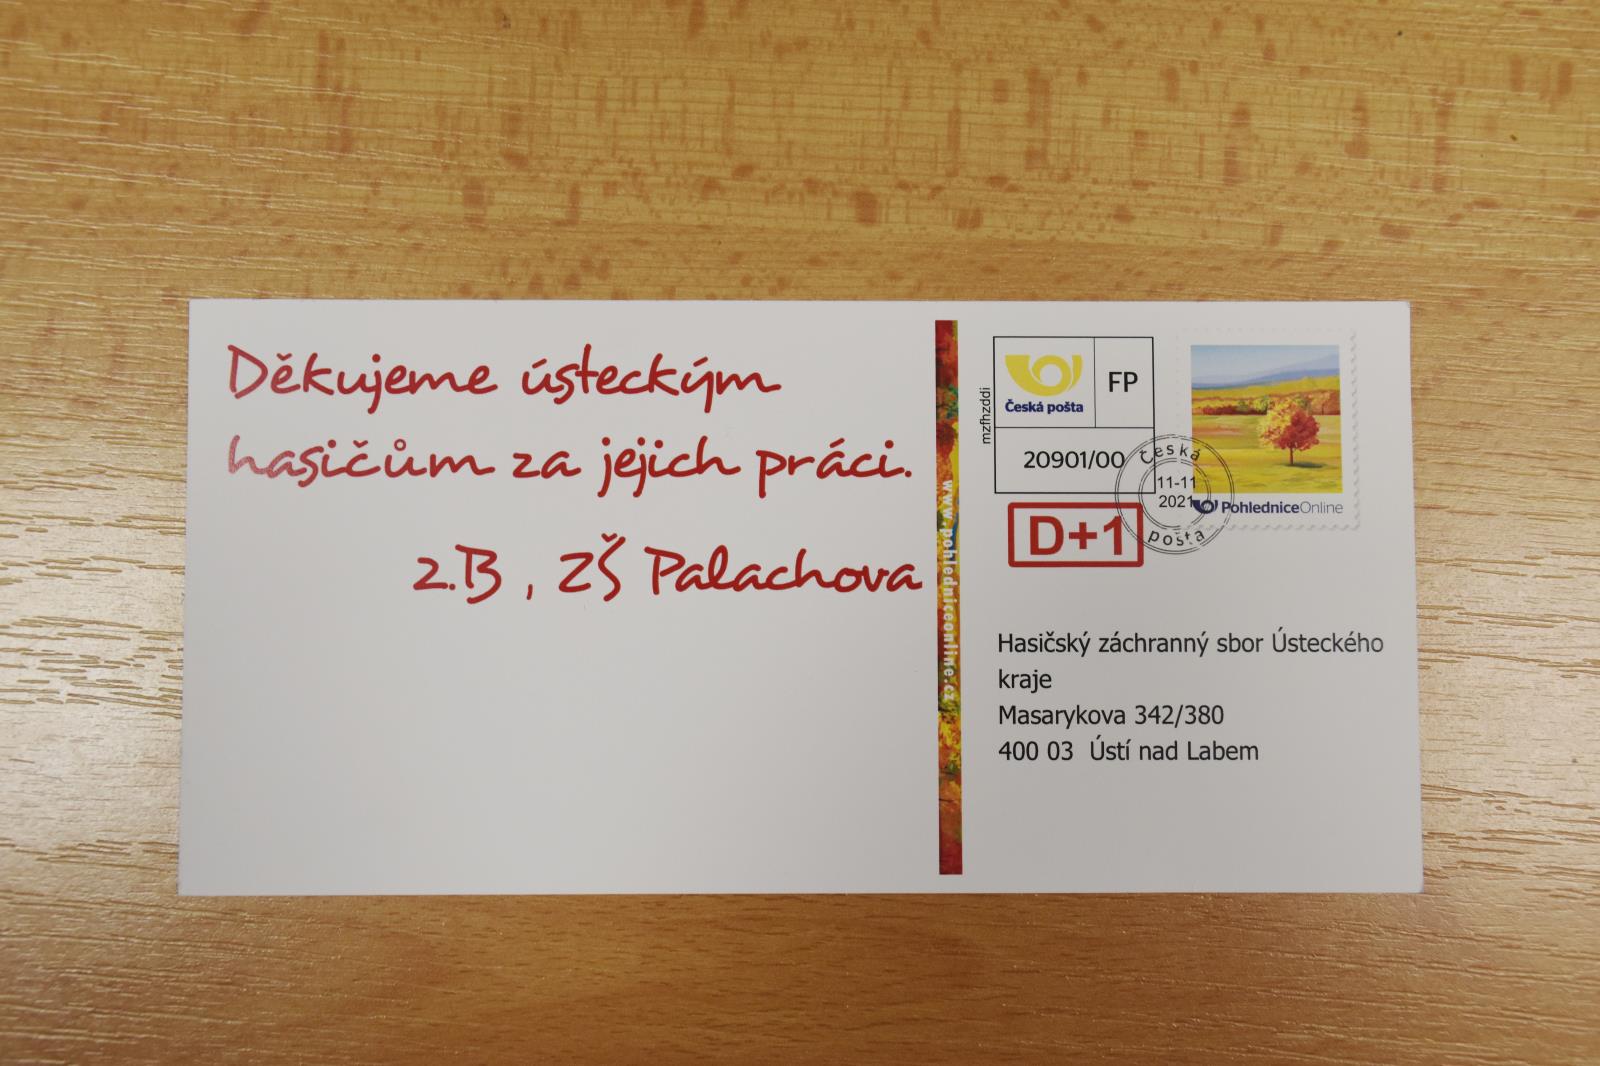 Děkujeme ústeckým
hasičům za jejich práci.
2.B , ZŠ Palachova
www.pohledniceonline.cz
mzfhzddi
Česká pošta
FP
20901/00
D+1
Česká
11-11
2021
pošta
PohledniceOnline
Hasičský záchranný sbor Ústeckého
kraje
Masarykova 342/380
400 03 Ústí nad Labem